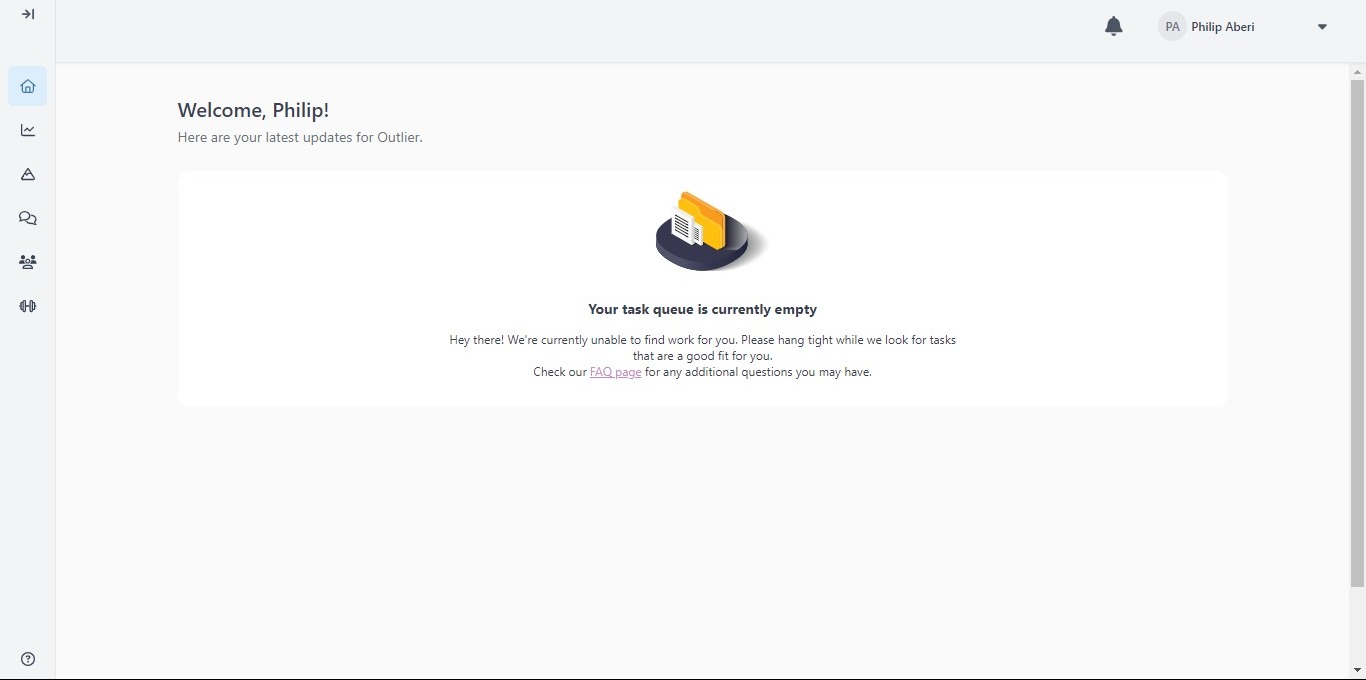 PA Philip Aberi
Welcome, Philip!
Here are your latest updates for Outlier.
Your task queue is currently empty
Hey there! We're currently unable to find work for you. Please hang tight while we look for tasks
that are a good fit for you.
Check our FAQ page for any additional questions you may have.